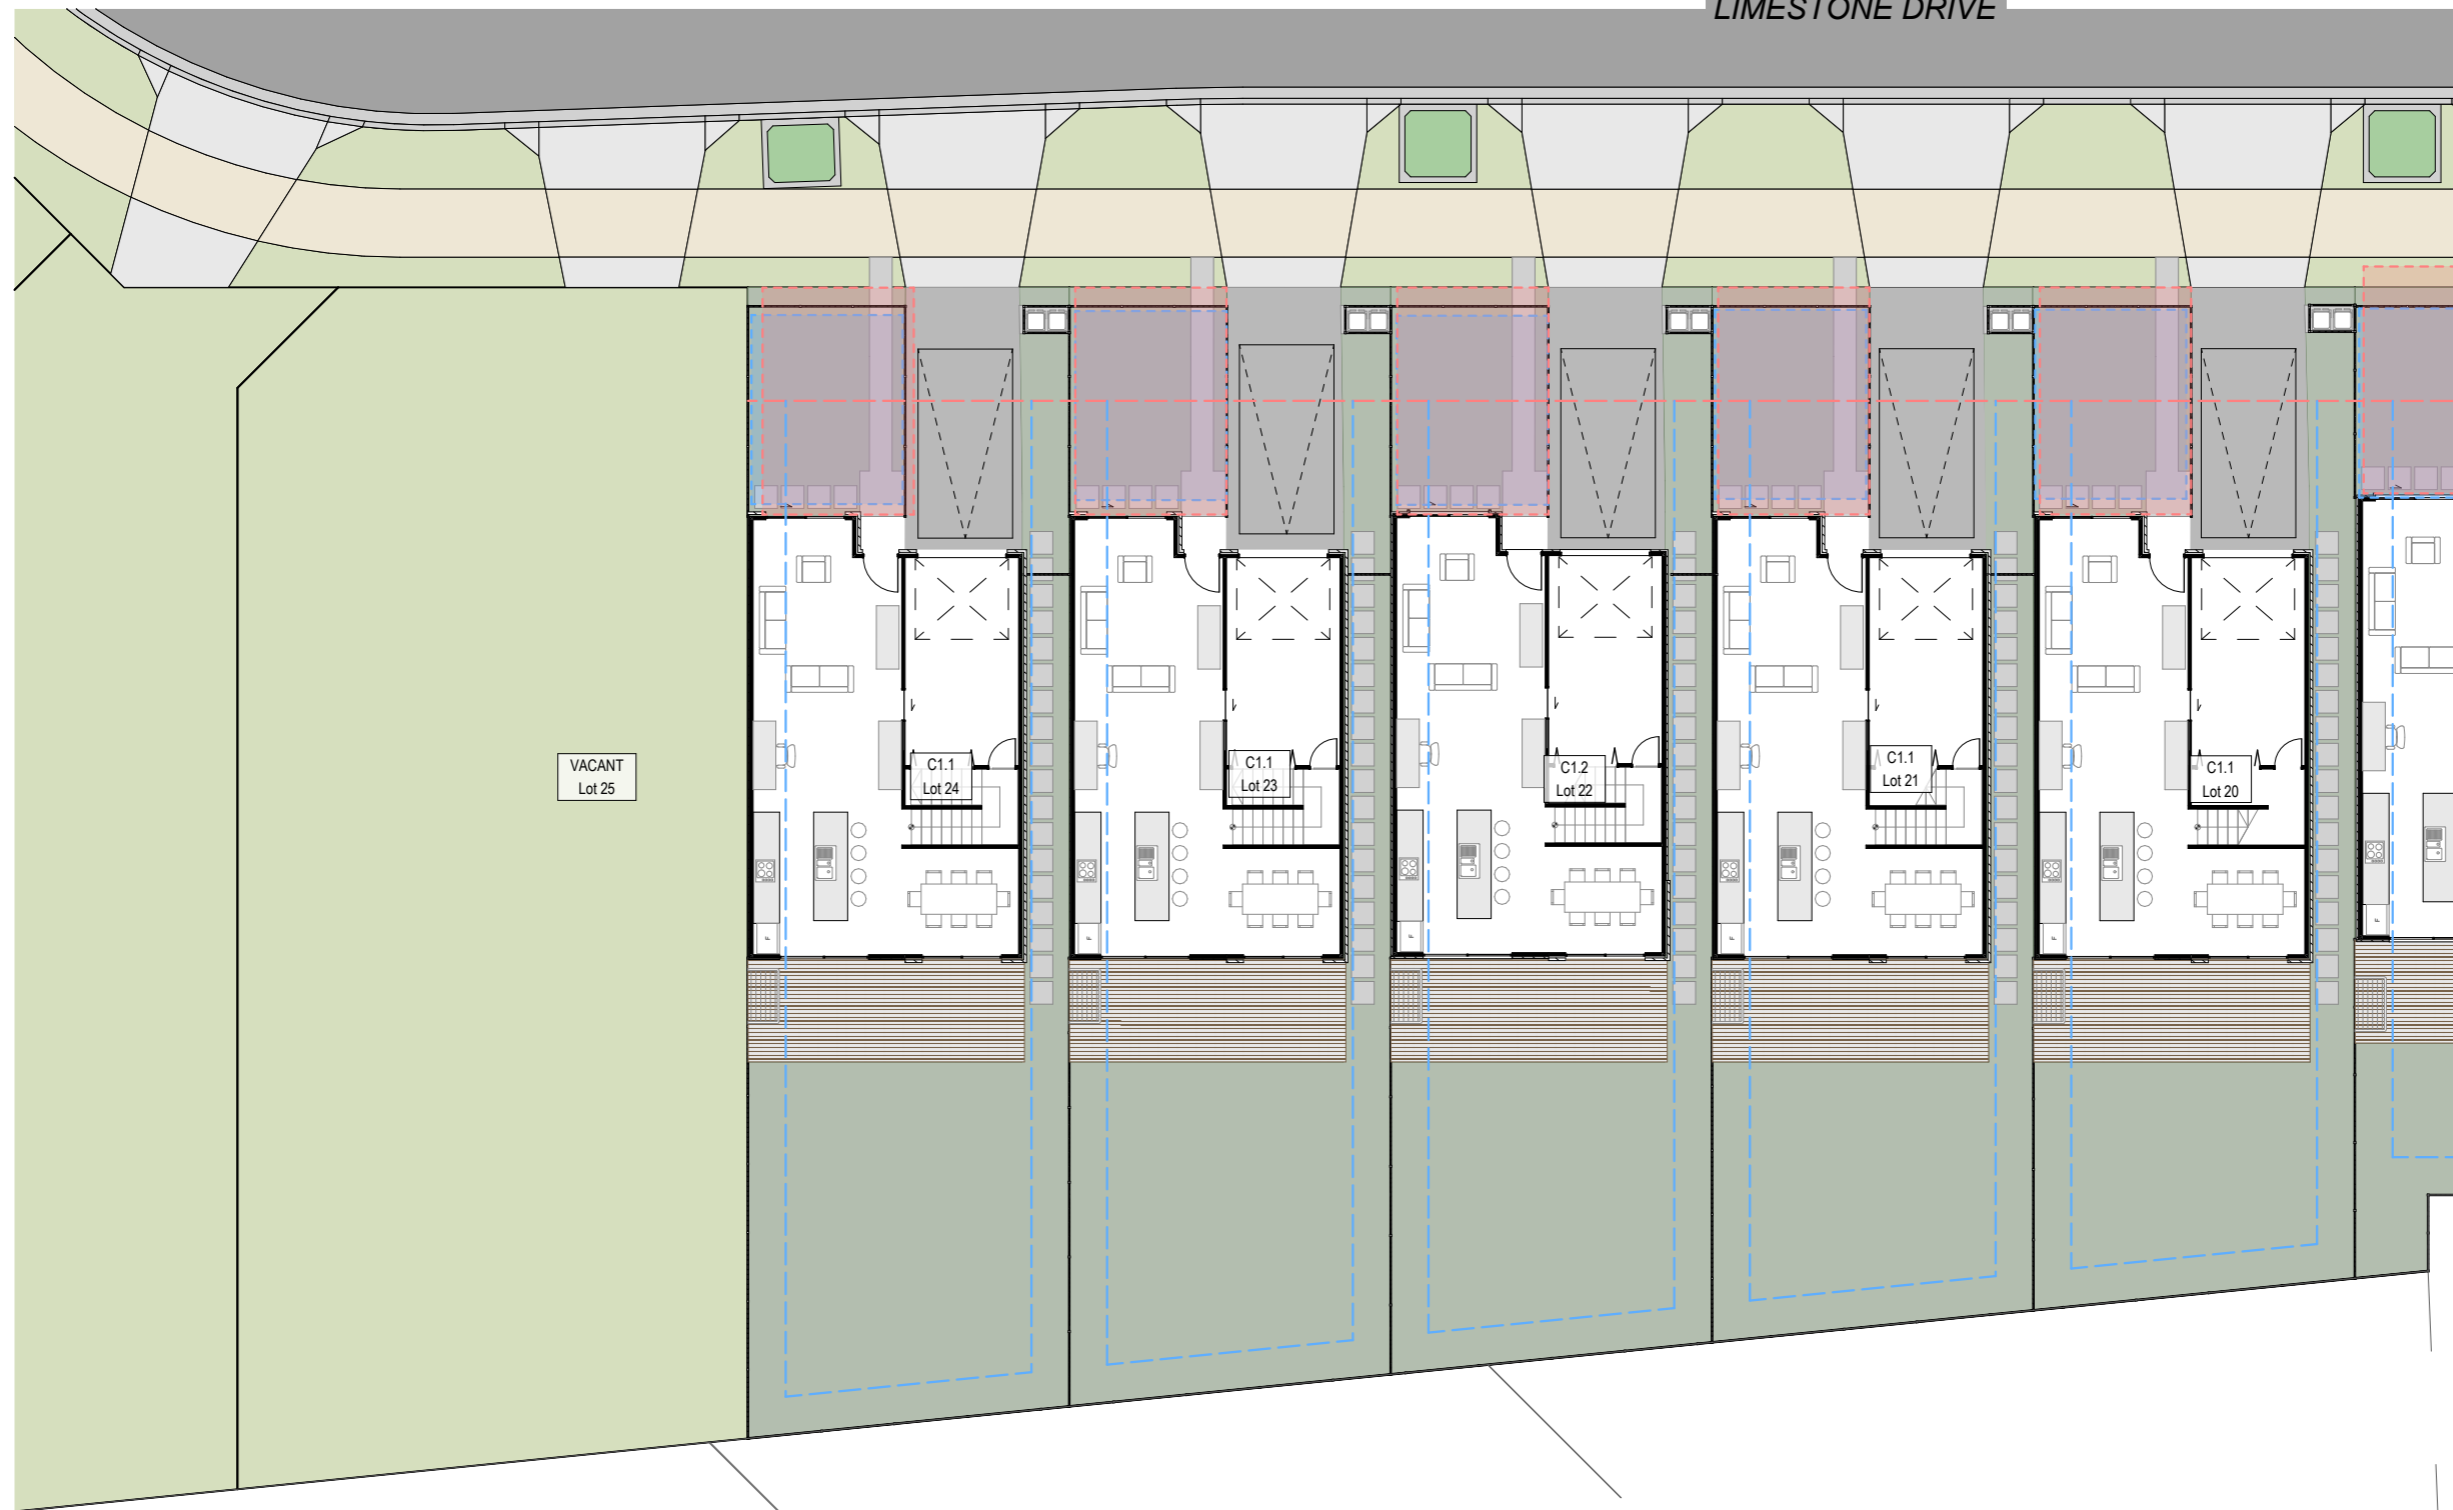 LIMESTONE DRIVE
VACANT
Lot 25
C1.1
Lot 24
C1.1
Lot 23
C1.2
Lot 22
C1.1
Lot 21
C1.1
Lot 20
F
F
F
F
F
F